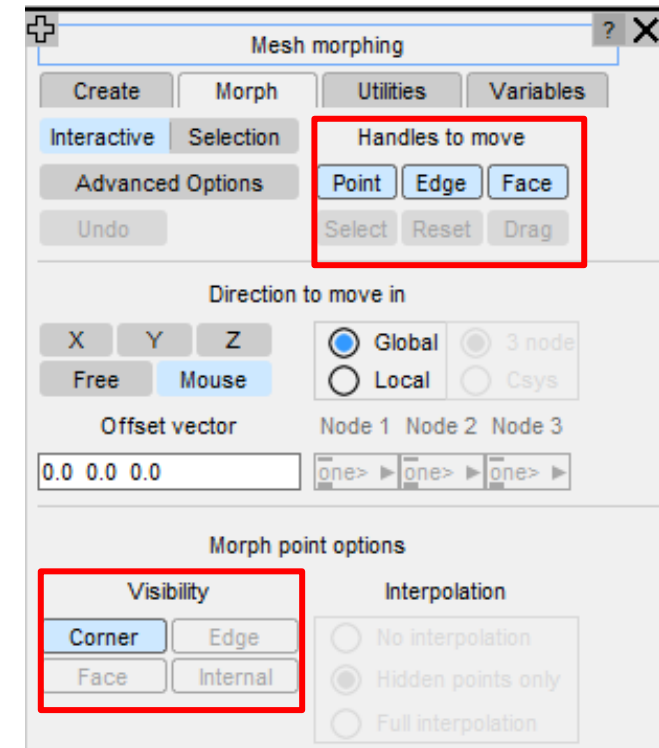 Mesh morphing ?
Create Morph Utilities Variables
Interactive Selection Handles to move
Advanced Options Point Edge Face
Undo Select Reset Drag
Direction to move in
X Y Z Global 3 node
Free Mouse Local Csys
Offset vector Node 1 Node 2 Node 3
0.0 0.0 0.0 one> one> one>
Morph point options
Visibility Interpolation
Corner Edge No interpolation
Face Internal Hidden points only
Full interpolation